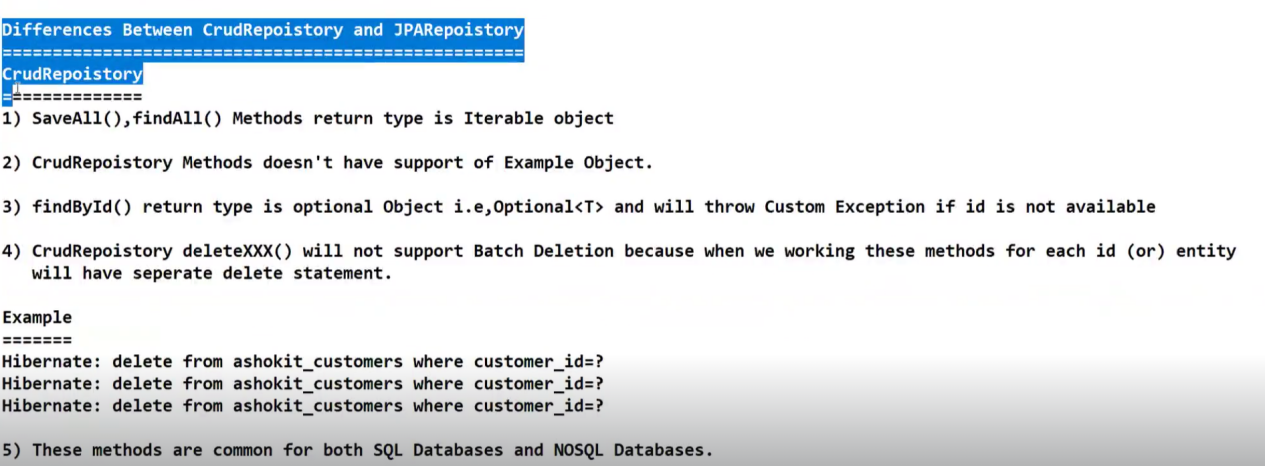 Differences Between CrudRepoistory and JPARepoistory
====================================================
CrudRepoistory
==============
1) SaveAll(),findAll() Methods return type is Iterable object
2) CrudRepoistory Methods doesn't have support of Example Object.
3) findById() return type is optional Object i.e,Optional<T> and will throw Custom Exception if id is not available
4) CrudRepoistory deleteXXX() will not support Batch Deletion because when we working these methods for each id (or) entity
will have seperate delete statement.
Example
=======
Hibernate: delete from ashokit_customers where customer_id=?
Hibernate: delete from ashokit_customers where customer_id=?
Hibernate: delete from ashokit_customers where customer_id=?
5) These methods are common for both SQL Databases and NOSQL Databases.